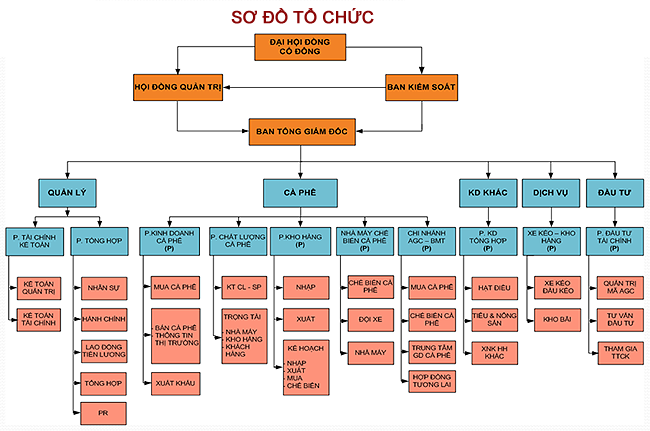 SƠ ĐỒ TỔ CHỨC
ĐẠI HỘI ĐỒNG
CỔ ĐÔNG
HỘI ĐỒNG QUẢN TRỊ
BAN KIỂM SOÁT
BAN TỔNG GIÁM ĐỐC
QUẢN LÝ
CÀ PHÊ
KD KHÁC
DỊCH VỤ
ĐẦU TƯ
P. TÀI CHÍNH
KẾ TOÁN
P. TỔNG HỢP
P.KINH DOANH
CÀ PHÊ
(P)
P. CHẤT LƯỢNG
CÀ PHÊ
P.KHO HÀNG
(P)
NHÀ MÁY CHẾ
BIẾN CÀ PHÊ
(P)
CHI NHÁNH
AGC – BMT
(P)
P. KD
TỔNG HỢP
(P)
XE KÉO – KHO
HÀNG
(P)
P. ĐẦU TƯ
TÀI CHÍNH
(P)
KẾ TOÁN
QUẢN TRỊ
KẾ TOÁN
TÀI CHÍNH
NHÂN SỰ
HÀNH CHÍNH
LAO ĐỘNG
TIỀN LƯƠNG
TỔNG HỢP
PR
MUA CÀ PHÊ
- BÁN CÀ PHÊ
THÔNG TIN
THỊ TRƯỜNG
XUẤT KHẨU
KT CL - SP
TRỌNG TÀI
- NHÀ MÁY
- KHO HÀNG
- KHÁCH
HÀNG
NHẬP
XUẤT
KẾ HOẠCH
- NHẬP
- XUẤT
- MUA
- CHẾ BIẾN
CHẾ BIẾN CÀ
PHÊ
ĐỘI XE
NHÀ MÁY
MUA CÀ PHÊ
CHẾ BIẾN CÀ
PHÊ
TRUNG TÂM
GD CÀ PHÊ
HỢP ĐỒNG
TƯƠNG LAI
HẠT ĐIỀU
TIÊU & NÔNG
SẢN
XNK HH
KHÁC
XE KÉO
ĐẦU KÉO
KHO BÃI
QUẢN TRỊ
MÃ AGC
TƯ VẤN
ĐẦU TƯ
THAM GIA
TTCK